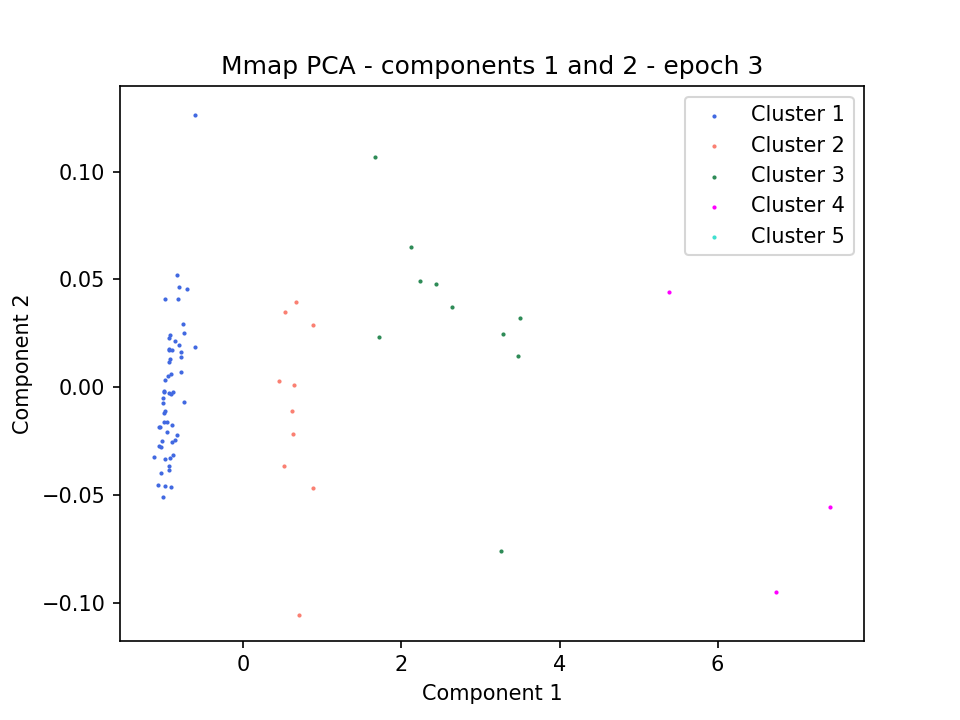 Mmap PCA - components 1 and 2 - epoch 3
Cluster 1
Cluster 2
Cluster 3
Cluster 4
Cluster 5
0.10
0.05
0.00
−0.05
−0.10
Component 2
0 2 4 6
Component 1